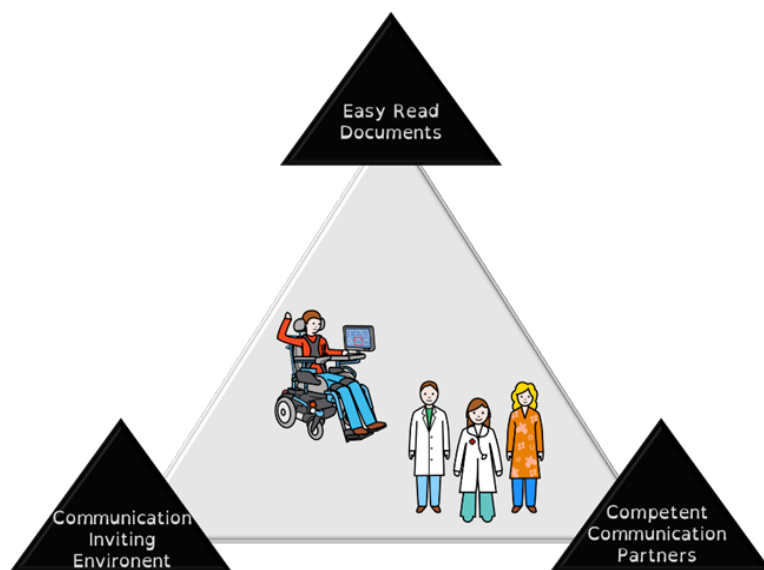 Easy Read
Documents
Communication
Inviting
Environent
Competent
Communication
Partners